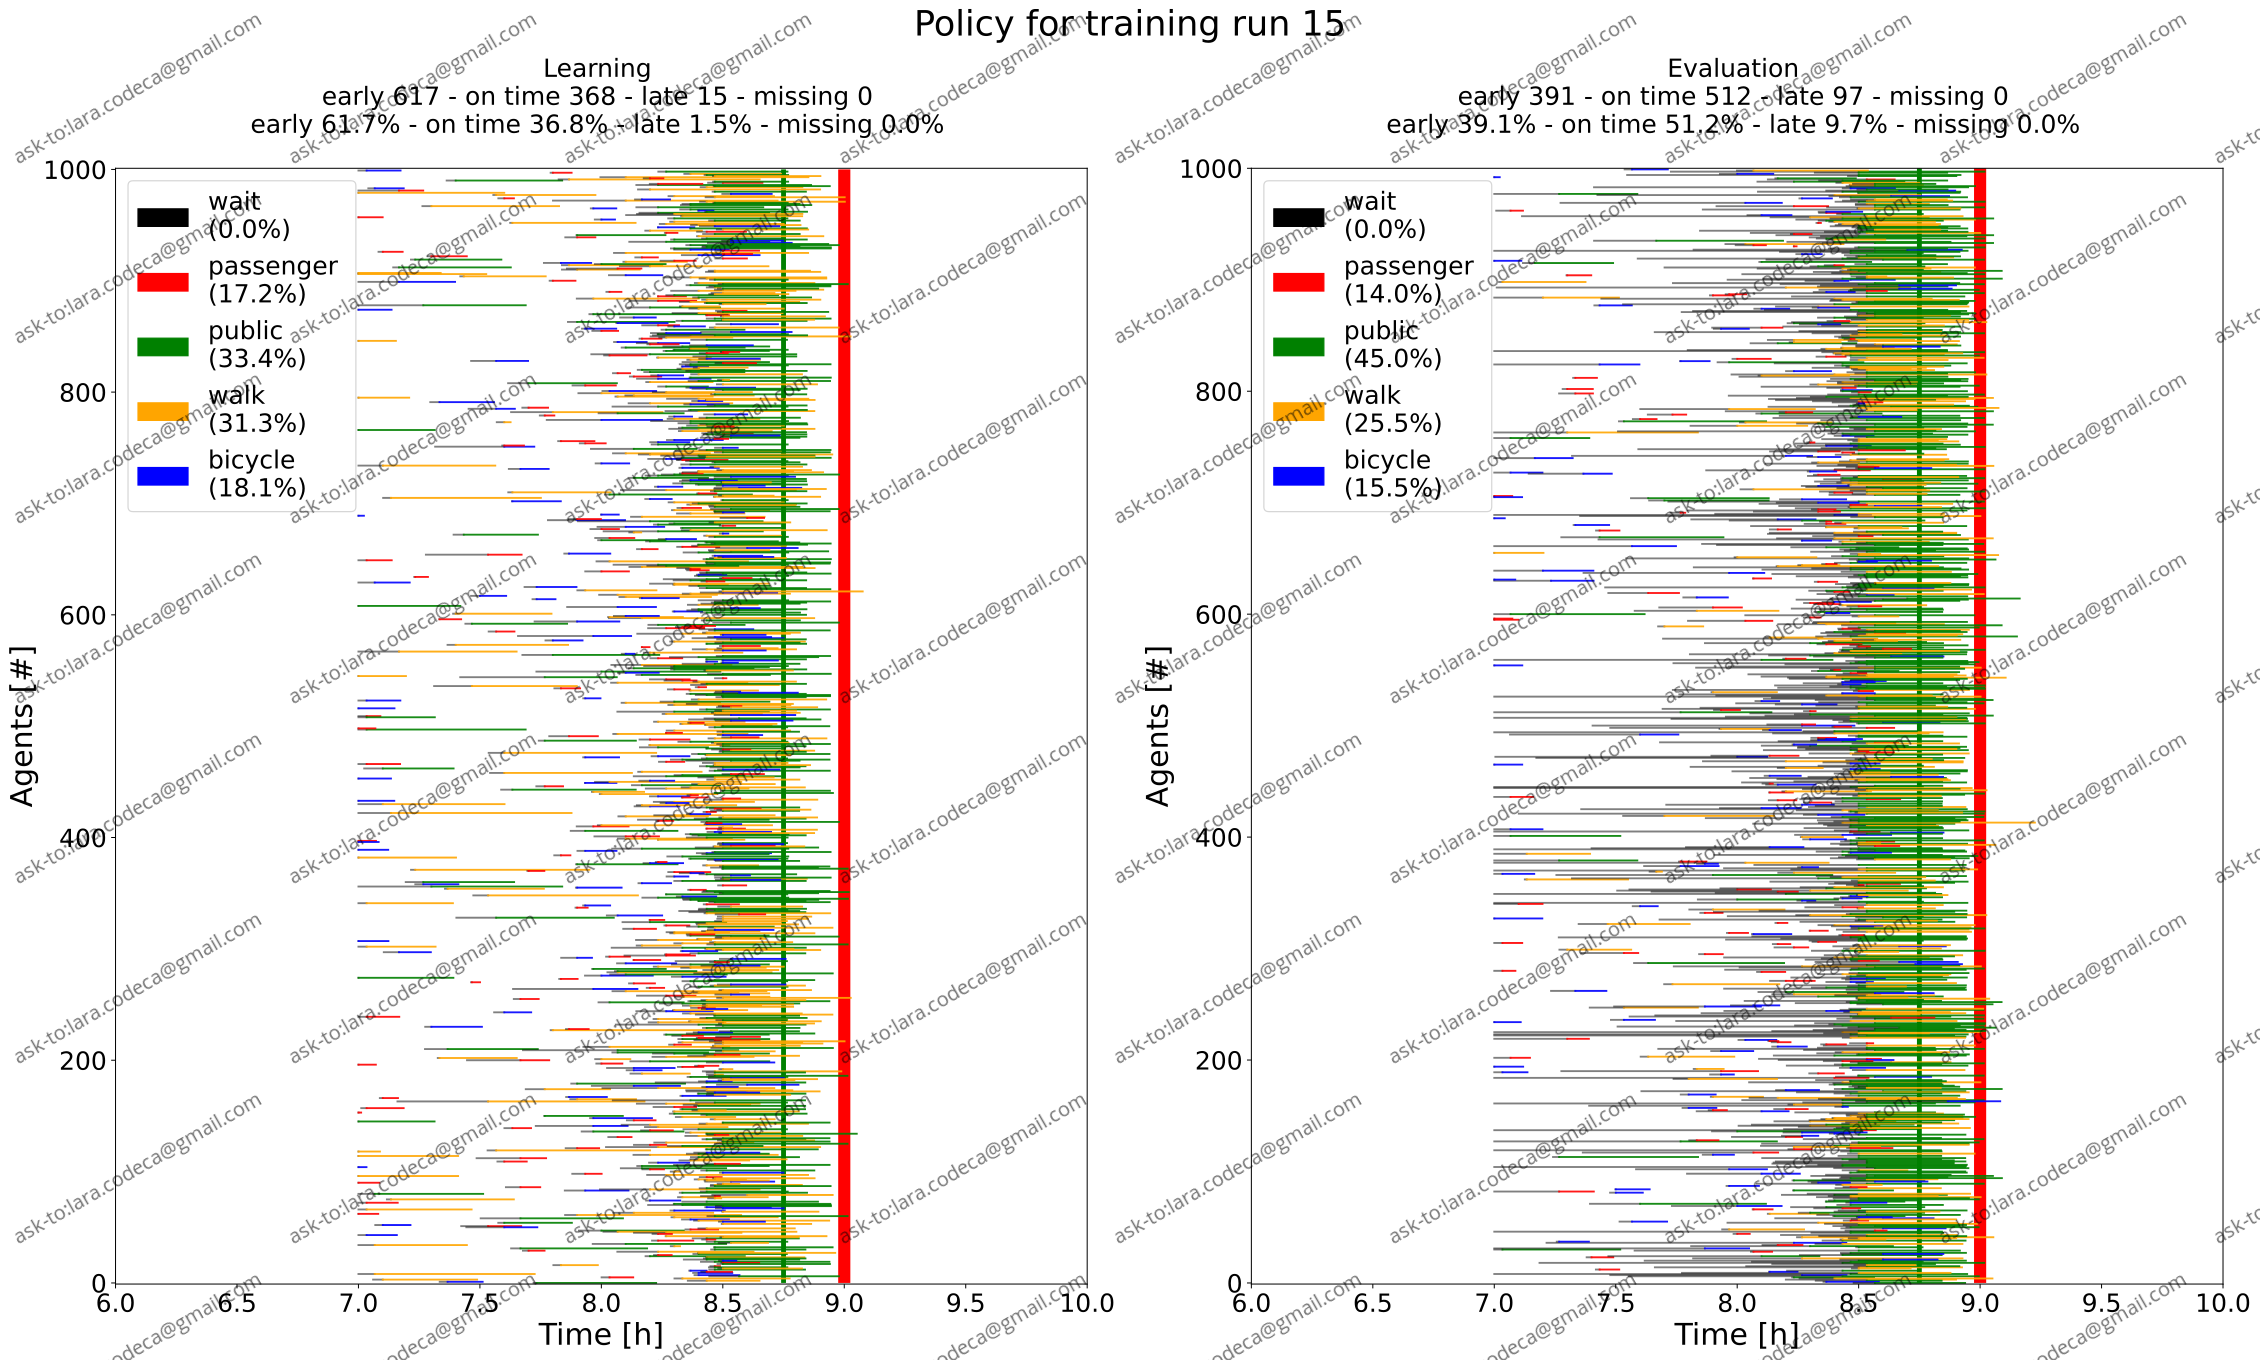 Policy for training run 15
Learning
early 617 - on time 368 - late 15 - missing 0
early 61.7% - on time 36.8% - late 1.5% - missing 0.0%
1000
800
600
400
200
0
Agents [#]
wait
(0.0%)
passenger
(17.2%)
public
(33.4%)
walk
(31.3%)
bicycle
(18.1%)
6.0 6.5 7.0 7.5 8.0 8.5 9.0 9.5 10.0
Time [h]
Evaluation
early 391 - on time 512 - late 97 - missing 0
early 39.1% - on time 51.2% - late 9.7% - missing 0.0%
1000
800
600
400
200
0
Agents [#]
wait
(0.0%)
passenger
(14.0%)
public
(45.0%)
walk
(25.5%)
bicycle
(15.5%)
6.0 6.5 7.0 7.5 8.0 8.5 9.0 9.5 10.0
Time [h]
ask-to:lara.codeca@gmail.com